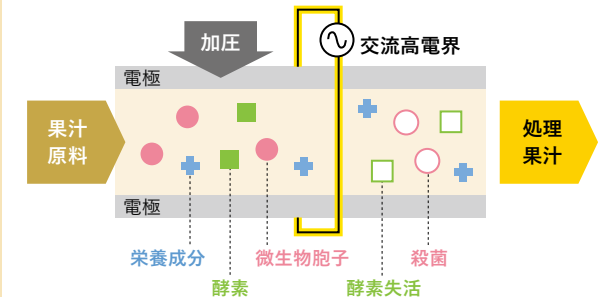 加圧
交流高電界
電極
果汁
原料
処理
果汁
電極
栄養成分
微生物胞子
殺菌
酵素
酵素失活